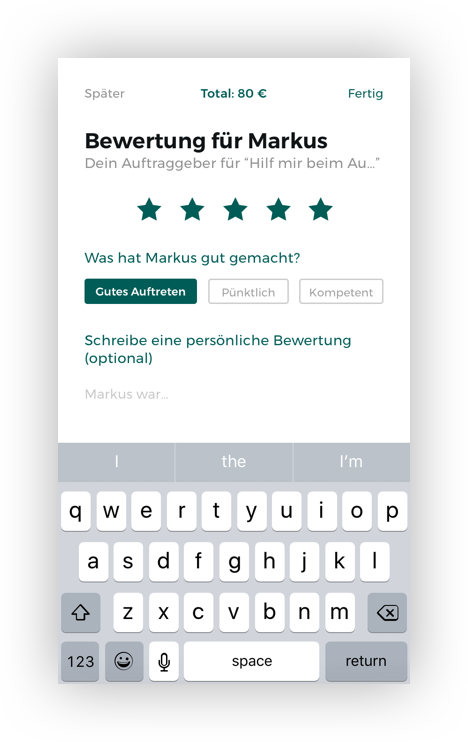 Später Total: 80 € Fertig
Bewertung für Markus
Dein Auftraggeber für “Hilf mir beim Au...”
Was hat Markus gut gemacht?
Gutes Auftreten Pünktlich Kompetent
Schreibe eine persönliche Bewertung
(optional)
Markus war...
I the I’m
q w e r t y u i o p
a s d f g h j k l
z x c v b n m
123 space return